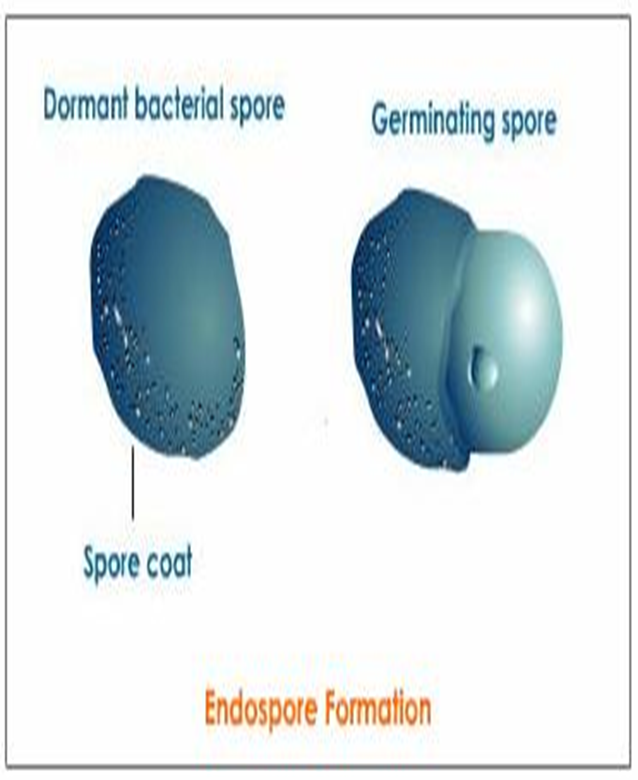 Dormant bacterial spore
Germinating spore
Spore coat
Endospore Formation